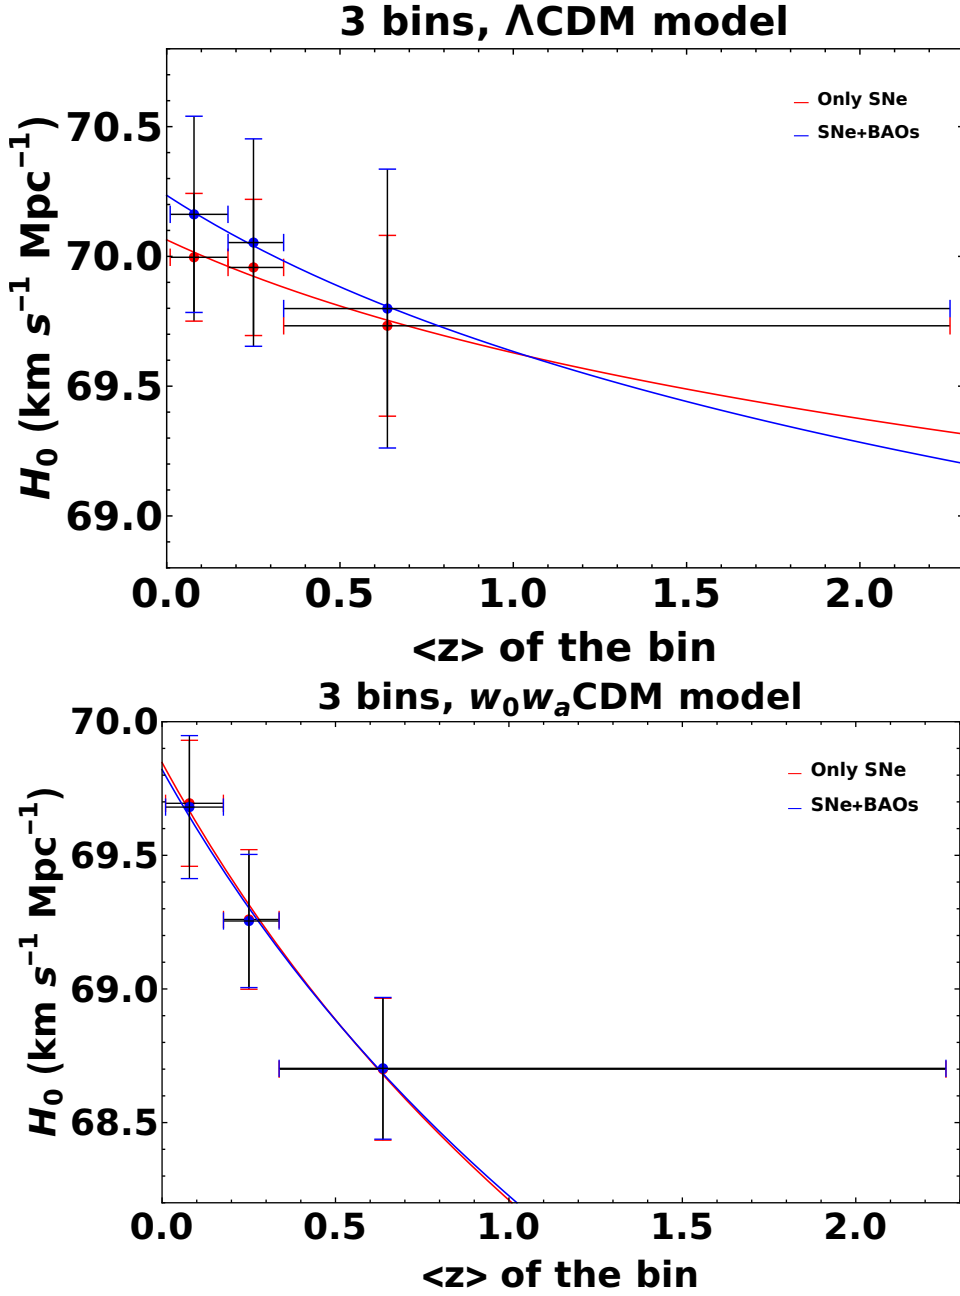 3 bins, ΛCDM model
H₀ (km s⁻¹ Mpc⁻¹)
70.5
70.0
69.5
69.0
Only SNe
SNe+BAOs
0.0 0.5 1.0 1.5 2.0
<z> of the bin
3 bins, w₀wₐCDM model
H₀ (km s⁻¹ Mpc⁻¹)
70.0
69.5
69.0
68.5
Only SNe
SNe+BAOs
0.0 0.5 1.0 1.5 2.0
<z> of the bin